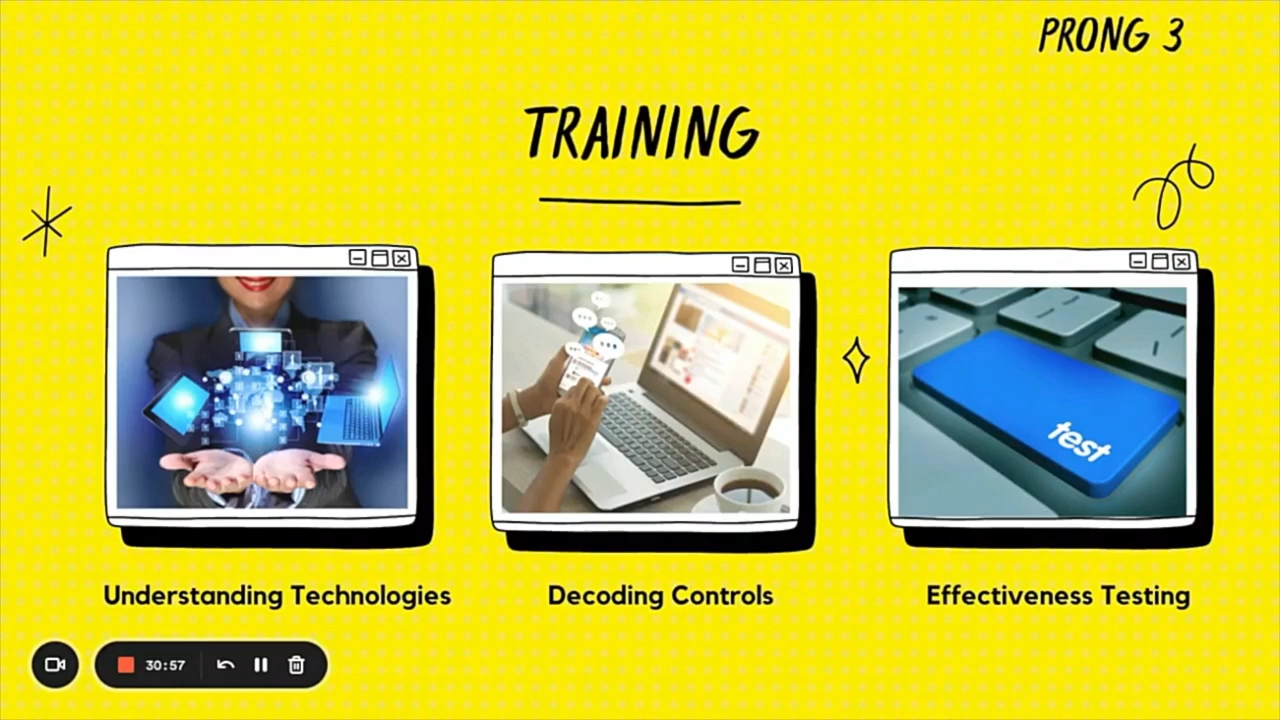 PRONG 3
TRAINING
test
Understanding Technologies
Decoding Controls
Effectiveness Testing
30:57